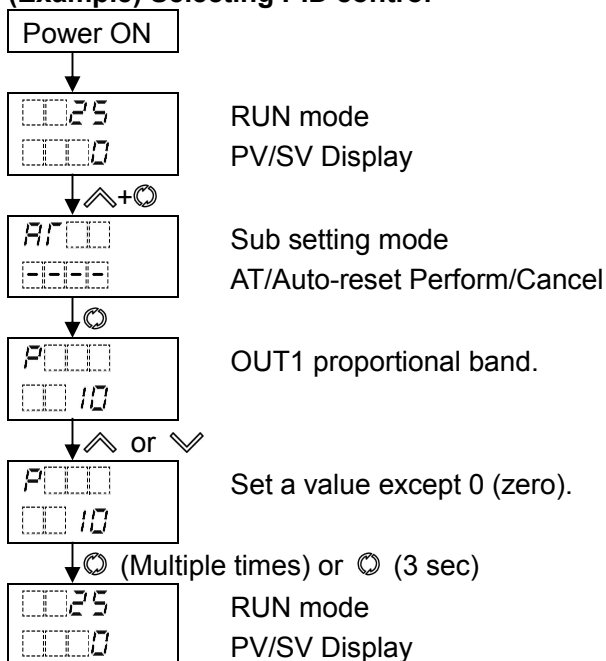 (Example) Selecting PID control
Power ON
25 RUN mode
0 PV/SV Display
+
AT Sub setting mode
---- AT/Auto-reset Perform/Cancel
P OUT1 proportional band.
10
or
P Set a value except 0 (zero).
10
(Multiple times) or (3 sec)
25 RUN mode
0 PV/SV Display